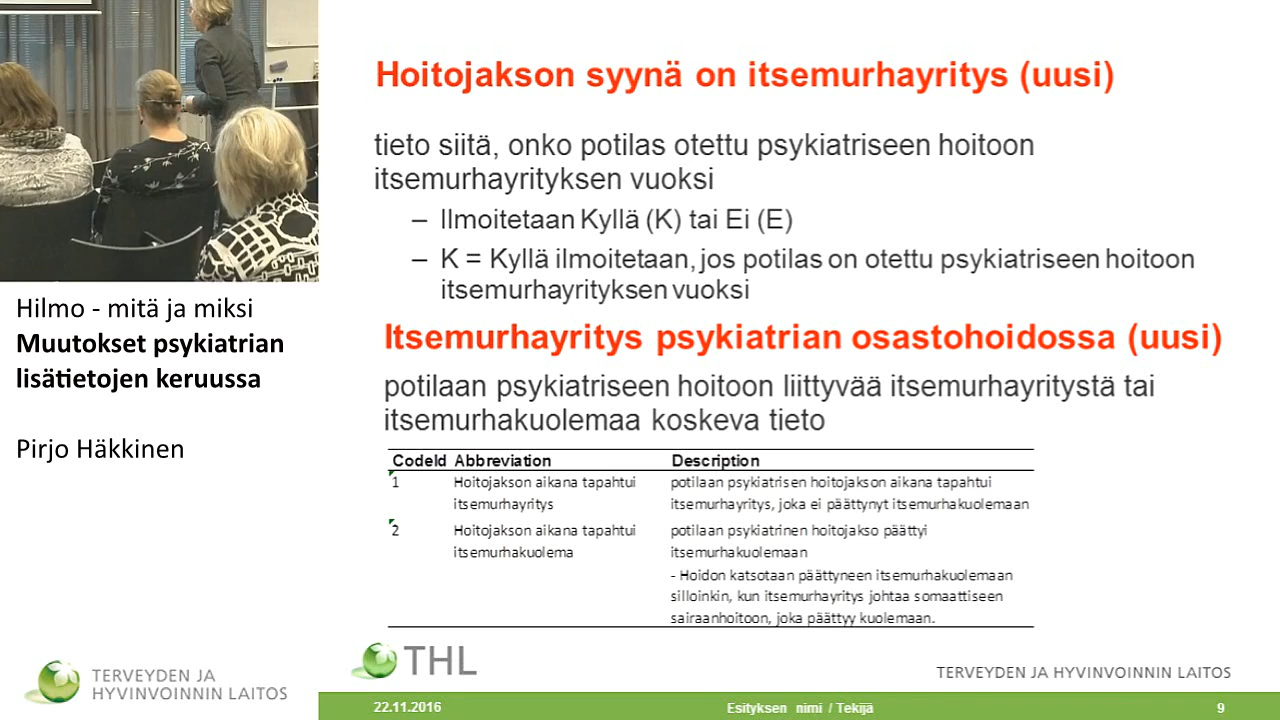 Hoitojakson syynä on itsemurhayritys (uusi)
tieto siitä, onko potilas otettu psykiatriseen hoitoon
itsemurhayrityksen vuoksi
– Ilmoitetaan Kyllä (K) tai Ei (E)
– K = Kyllä ilmoitetaan, jos potilas on otettu psykiatriseen hoitoon
itsemurhayrityksen vuoksi
Itsemurhayritys psykiatrian osastohoidossa (uusi)
potilaan psykiatriseen hoitoon liittyvää itsemurhayritystä tai
itsemurhakuolemaa koskeva tieto
CodeId Abbreviation Description
1 Hoitojakson aikana tapahtui potilaan psykiatrisen hoitojakson aikana tapahtui
itsemurhayritys itsemurhayritys, joka ei päättynyt itsemurhakuolemaan
2 Hoitojakson aikana tapahtui potilaan psykiatrinen hoitojakso päättyi
itsemurhakuolema itsemurhakuolemaan
- Hoidon katsotaan päättyneen itsemurhakuolemaan
silloinkin, kun itsemurhayritys johtaa somaattiseen
sairaanhoitoon, joka päättyy kuolemaan.
THL
TERVEYDEN JA HYVINVOINNIN LAITOS
22.11.2016 Esityksen nimi / Tekijä 9
Hilmo - mitä ja miksi
Muutokset psykiatrian
lisätietojen keruussa
Pirjo Häkkinen
TERVEYDEN JA
HYVINVOINNIN LAITOS